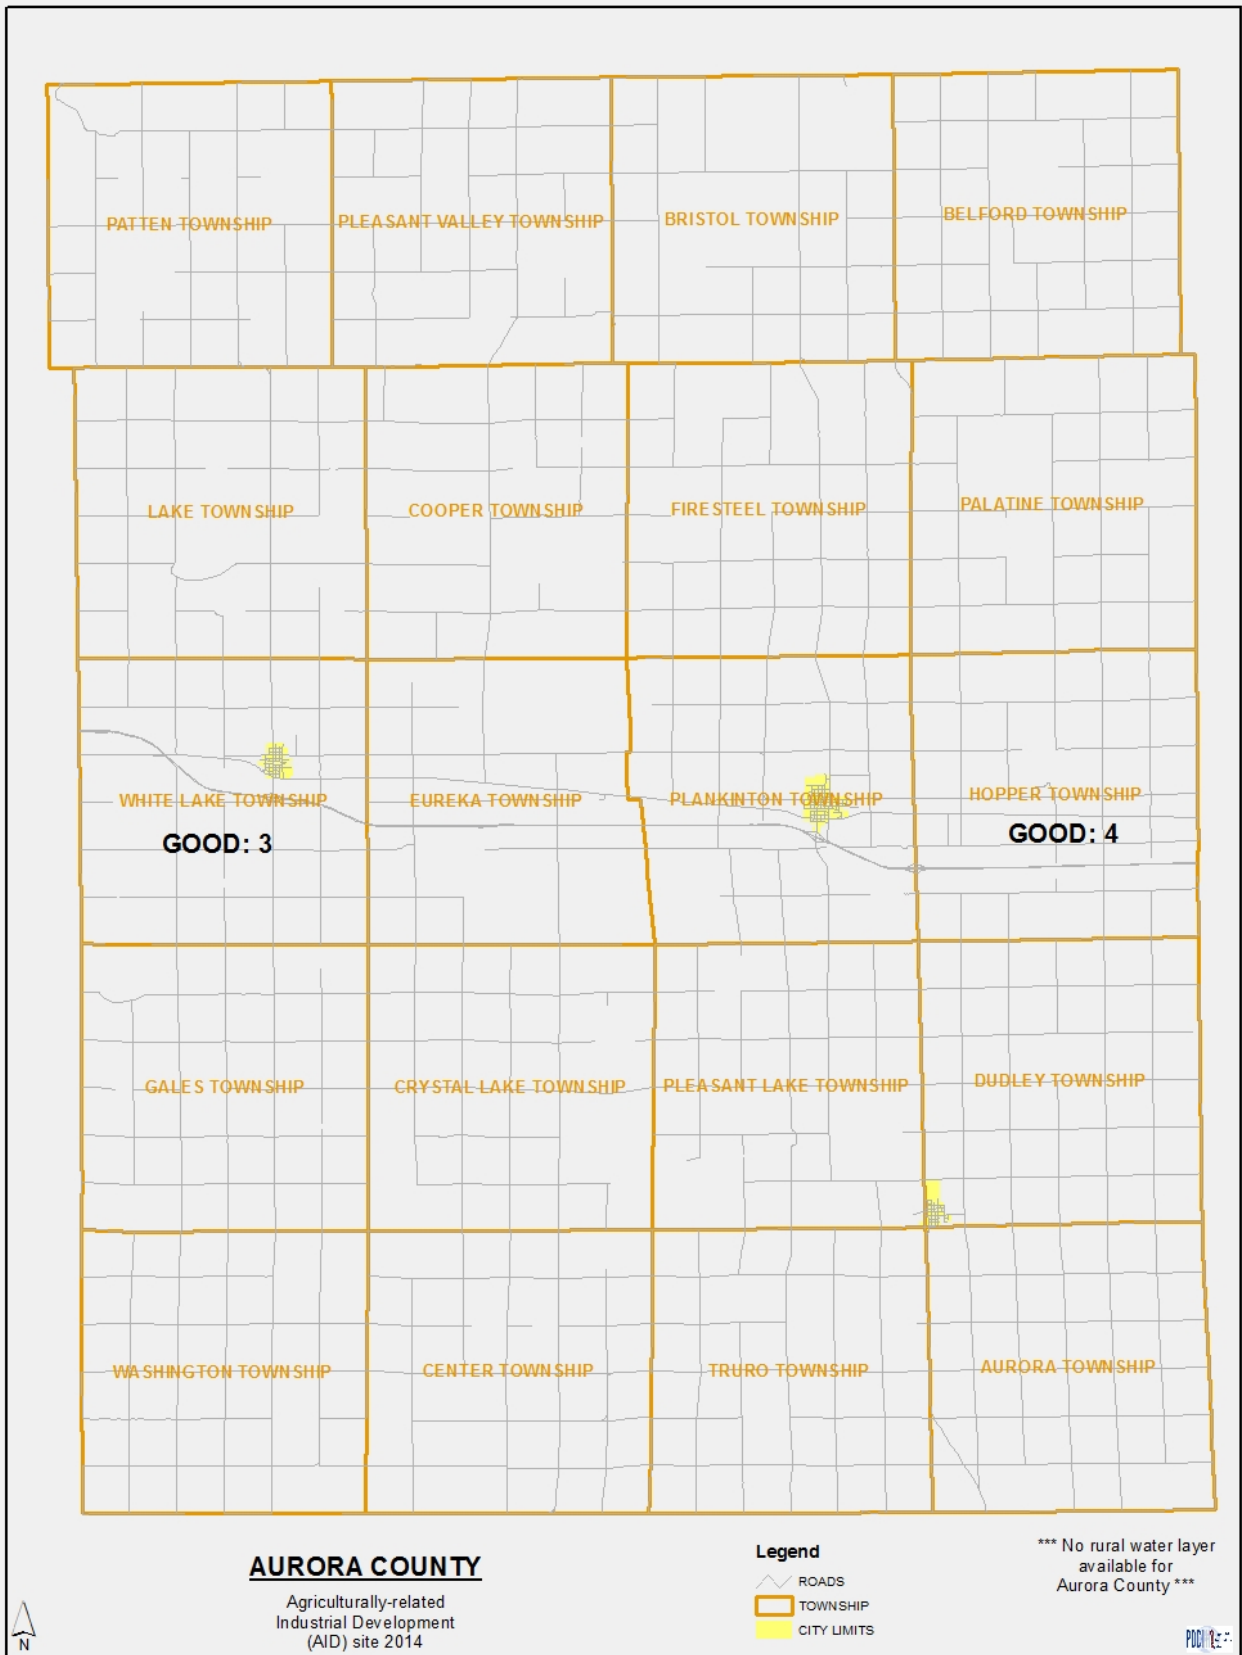 PATTEN TOWNSHIP
PLEASANT VALLEY TOWNSHIP
BRISTOL TOWNSHIP
BELFORD TOWNSHIP
LAKE TOWNSHIP
COOPER TOWNSHIP
FIRESTEEL TOWNSHIP
PALATINE TOWNSHIP
WHITE LAKE TOWNSHIP
EUREKA TOWNSHIP
PLANKINTON TOWNSHIP
HOPPER TOWNSHIP
GOOD: 3
GOOD: 4
GALES TOWNSHIP
CRYSTAL LAKE TOWNSHIP
PLEASANT LAKE TOWNSHIP
DUDLEY TOWNSHIP
WASHINGTON TOWNSHIP
CENTER TOWNSHIP
TRURO TOWNSHIP
AURORA TOWNSHIP
AURORA COUNTY
Agriculturally-related
Industrial Development
(AID) site 2014
N
Legend
ROADS
TOWNSHIP
CITY LIMITS
*** No rural water layer
available for
Aurora County ***